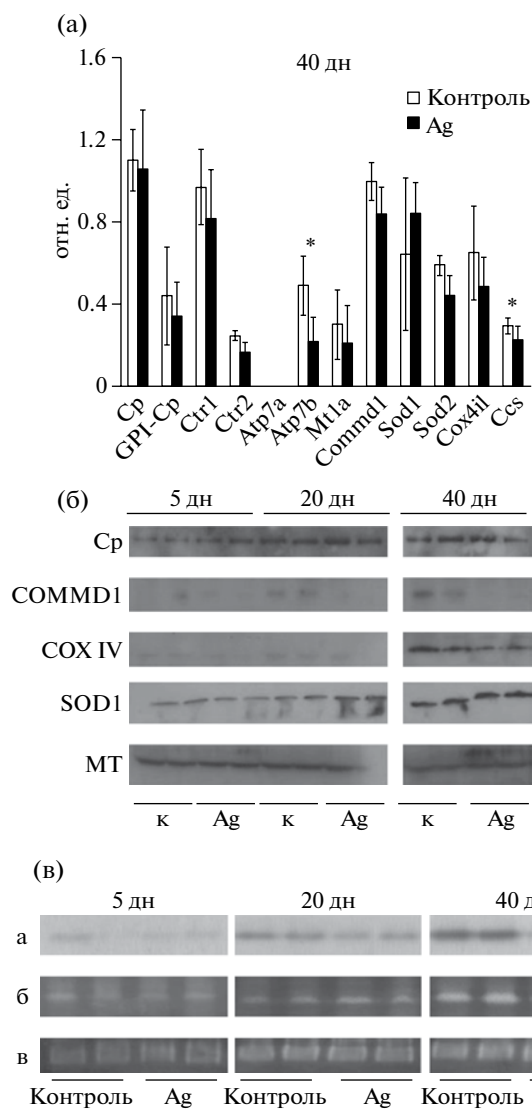 (а)
40 дн
1.6
1.2
0.8
0.4
0
отн. ед.
Контроль
Ag
*
*
Cp
GPI-Cp
Ctr1
Ctr2
Atp7a
Atp7b
Mt1a
Commd1
Sod1
Sod2
Cox4il
Ccs
(б)
5 дн 20 дн 40 дн
Cp
COMMD1
COX IV
SOD1
MT
к Ag к Ag к Ag
(в)
5 дн 20 дн 40 д
а
б
в
Контроль Ag Контроль Ag Контроль